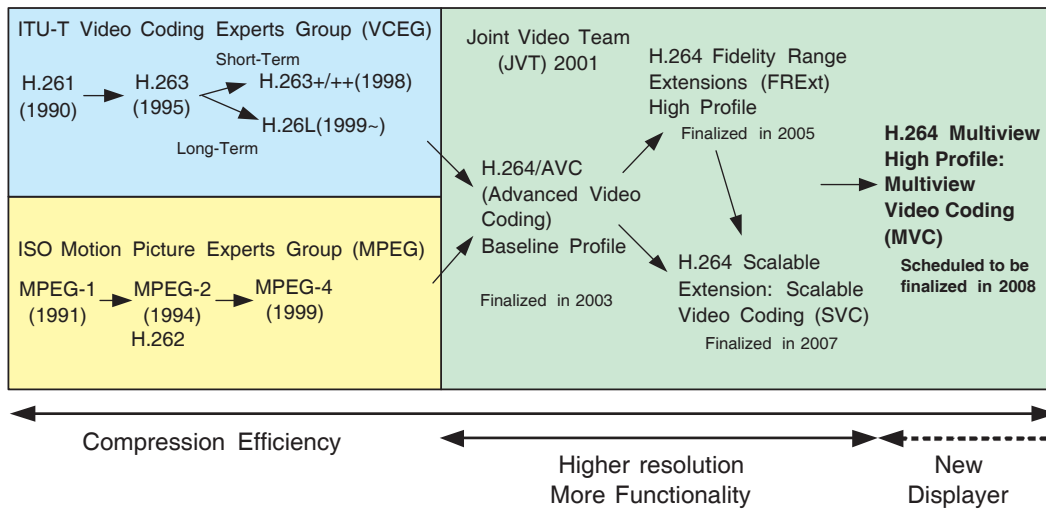 ITU-T Video Coding Experts Group (VCEG)
Short-Term
H.261
(1990)
H.263
(1995)
H.263+/++(1998)
H.26L(1999~)
Long-Term
ISO Motion Picture Experts Group (MPEG)
MPEG-1
(1991)
MPEG-2
(1994)
H.262
MPEG-4
(1999)
Joint Video Team
(JVT) 2001
H.264/AVC
(Advanced Video
Coding)
Baseline Profile
Finalized in 2003
H.264 Fidelity Range
Extensions (FRExt)
High Profile
Finalized in 2005
H.264 Scalable
Extension: Scalable
Video Coding (SVC)
Finalized in 2007
H.264 Multiview
High Profile:
Multiview
Video Coding
(MVC)
Scheduled to be
finalized in 2008
Compression Efficiency
Higher resolution
More Functionality
New
Displayer